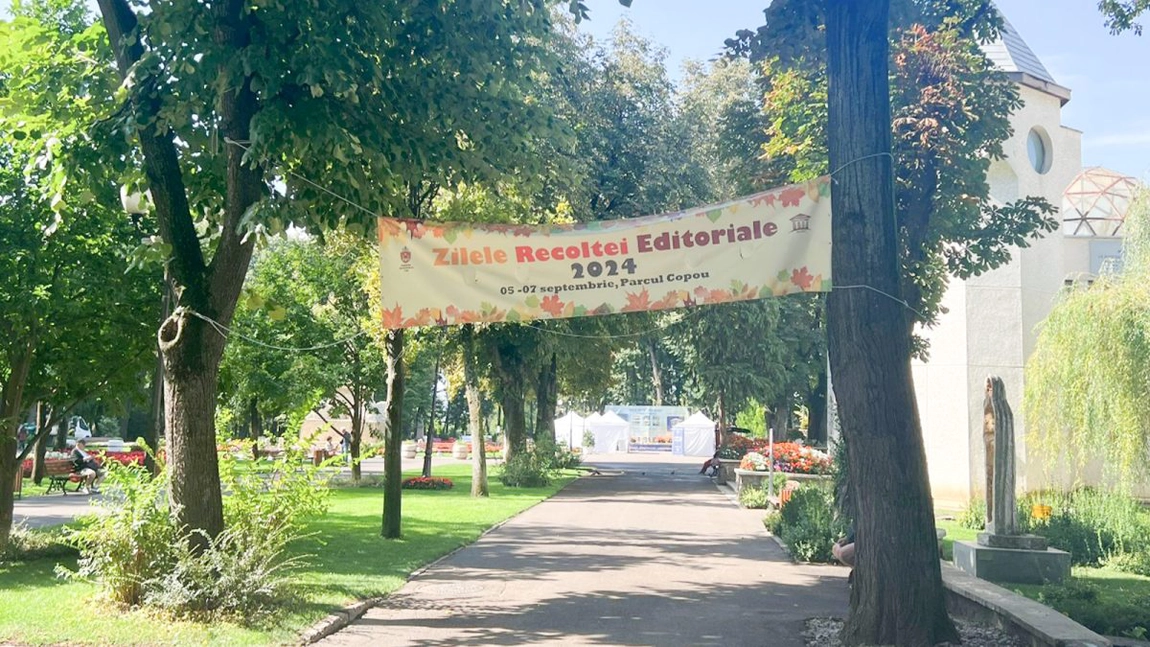 Zilele Recoltei Editoriale
2024
05 -07 septembrie, Parcul Copou